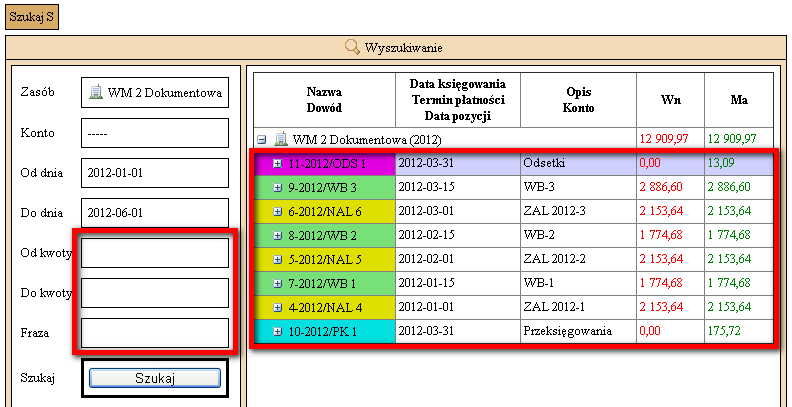 Szukaj S
Wyszukiwanie
Zasób WM 2 Dokumentowa
Konto -----
Od dnia 2012-01-01
Do dnia 2012-06-01
Od kwoty
Do kwoty
Fraza
Szukaj Szukaj
Nazwa Dowód Data księgowania Termin płatności Data pozycji Opis Konto Wn Ma
WM 2 Dokumentowa (2012) 12 909,97 12 909,97
11-2012/ODS 1 2012-03-31 Odsetki 0,00 13,09
9-2012/WB 3 2012-03-15 WB-3 2 886,60 2 886,60
6-2012/NAL 6 2012-03-01 ZAL 2012-3 2 153,64 2 153,64
8-2012/WB 2 2012-02-15 WB-2 1 774,68 1 774,68
5-2012/NAL 5 2012-02-01 ZAL 2012-2 2 153,64 2 153,64
7-2012/WB 1 2012-01-15 WB-1 1 774,68 1 774,68
4-2012/NAL 4 2012-01-01 ZAL 2012-1 2 153,64 2 153,64
10-2012/PK 1 2012-03-31 Przeksięgowania 0,00 175,72